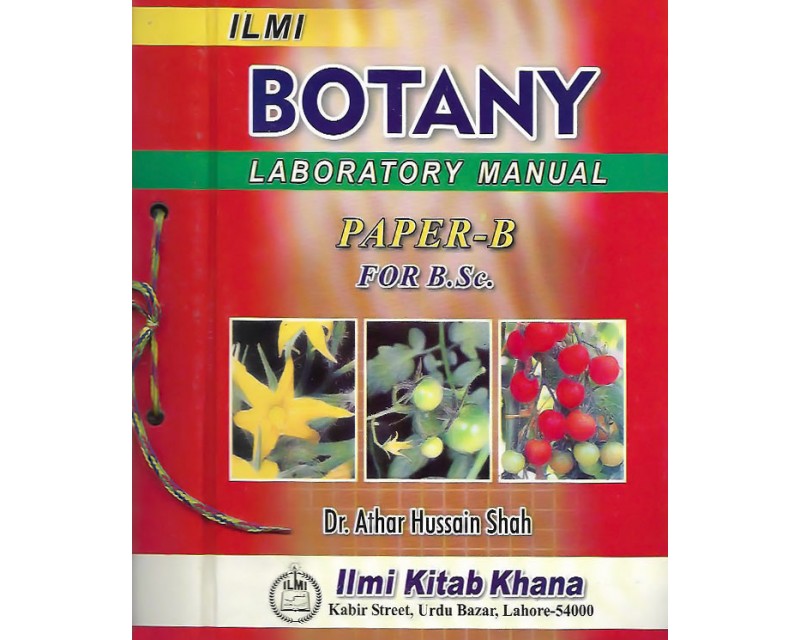 ILMI
BOTANY
LABORATORY MANUAL
PAPER-B
FOR B.Sc.
Dr. Athar Hussain Shah
ILMI
Ilmi Kitab Khana
Kabir Street, Urdu Bazar, Lahore-54000